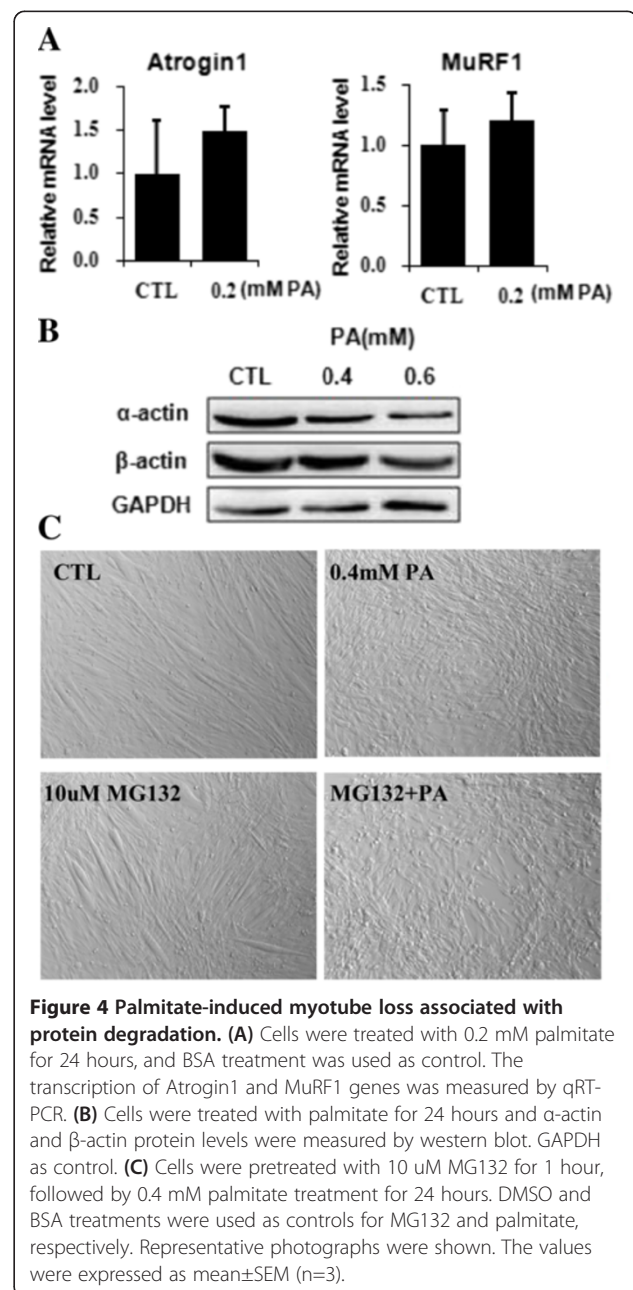 A
Atrogin1
MuRF1
Relative mRNA level
2.0
1.5
1.0
0.5
0.0
CTL
0.2 (mM PA)
Relative mRNA level
1.5
1.0
0.5
0.0
CTL
0.2 (mM PA)
B
PA(mM)
CTL 0.4 0.6
α-actin
β-actin
GAPDH
C
CTL
0.4mM PA
10uM MG132
MG132+PA
Figure 4 Palmitate-induced myotube loss associated with
protein degradation. (A) Cells were treated with 0.2 mM palmitate
for 24 hours, and BSA treatment was used as control. The
transcription of Atrogin1 and MuRF1 genes was measured by qRT-
PCR. (B) Cells were treated with palmitate for 24 hours and α-actin
and β-actin protein levels were measured by western blot. GAPDH
as control. (C) Cells were pretreated with 10 uM MG132 for 1 hour,
followed by 0.4 mM palmitate treatment for 24 hours. DMSO and
BSA treatments were used as controls for MG132 and palmitate,
respectively. Representative photographs were shown. The values
were expressed as mean±SEM (n=3).